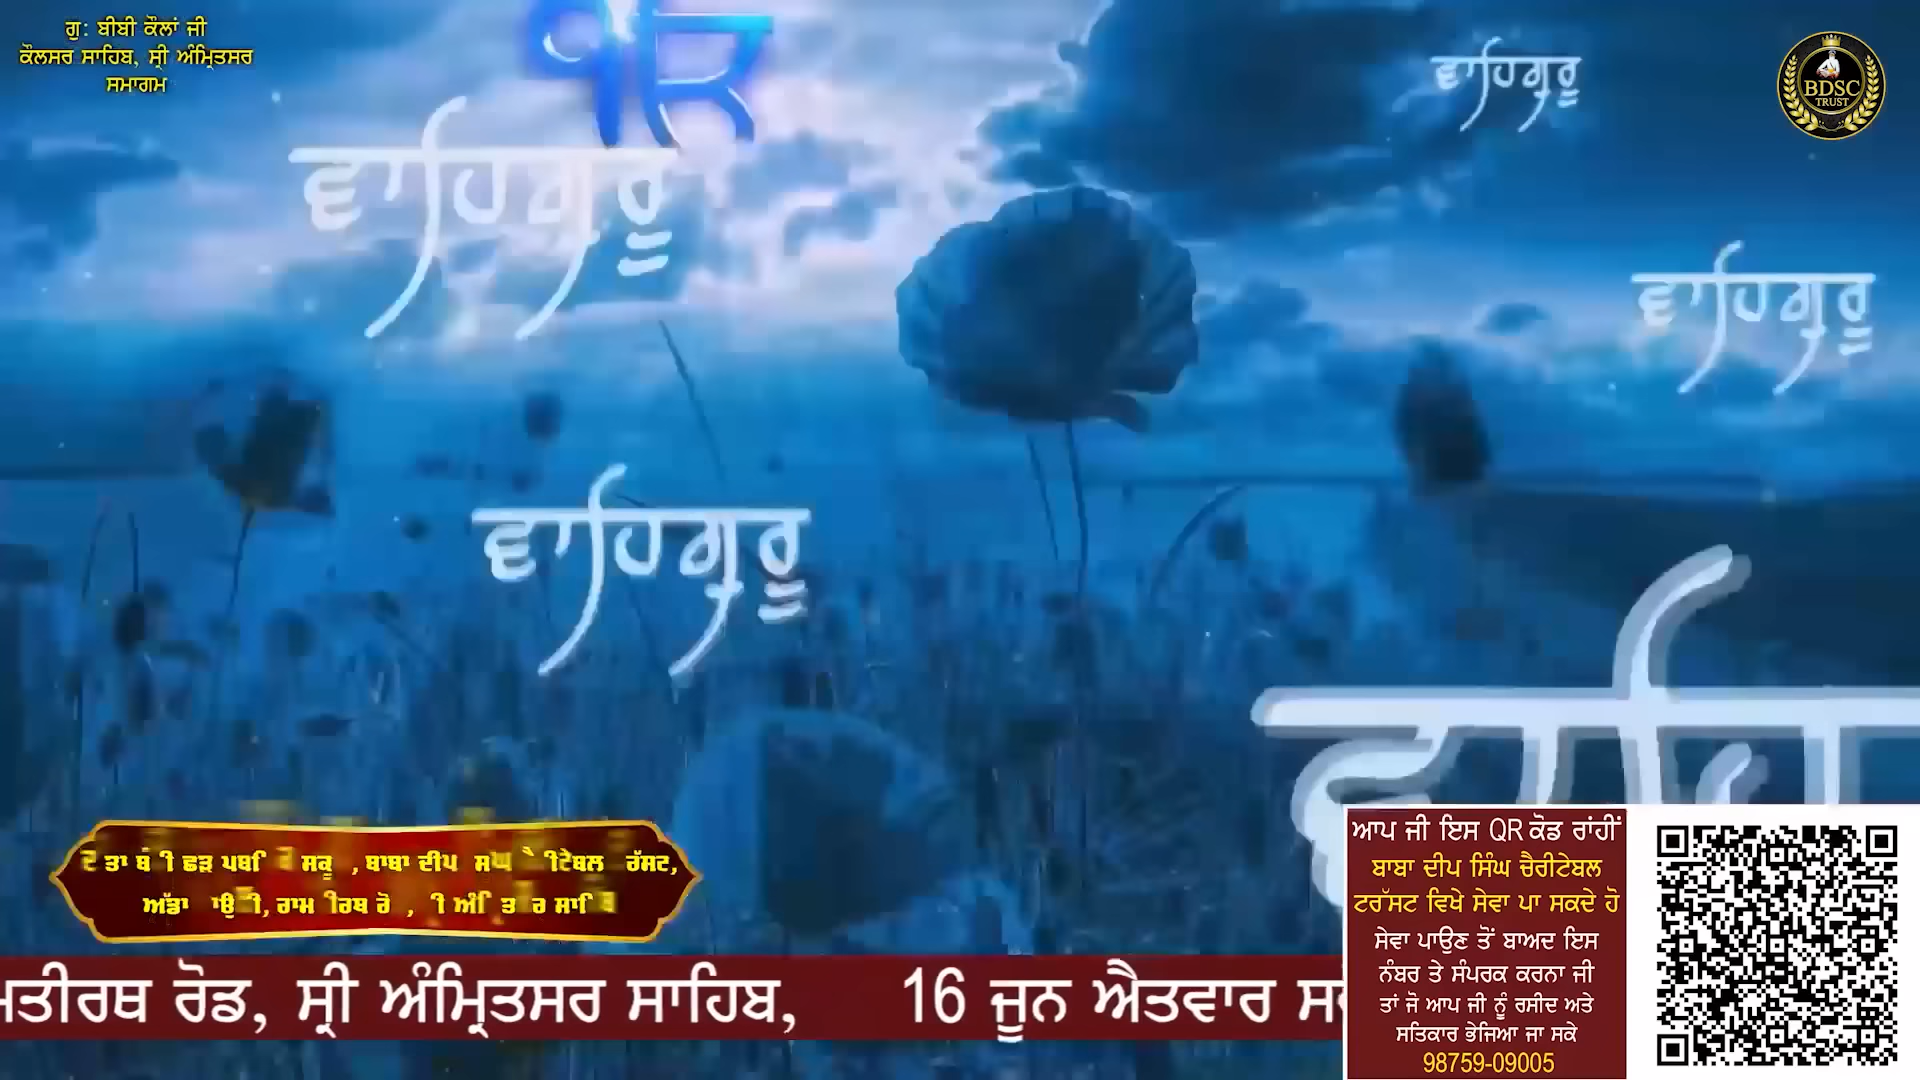 ਗੁ: ਬੀਬੀ ਕੌਲਾਂ ਜੀ
ਕੌਲਸਰ ਸਾਹਿਬ, ਸ੍ਰੀ ਅੰਮ੍ਰਿਤਸਰ
ਸਮਾਗਮ
ੴ
ਵਾਹਿਗੁਰੂ
BDSC
TRUST
ਵਾਹਿਗੁਰੂ
ਵਾਹਿਗੁਰੂ
ਵਾਹਿਗੁਰੂ
ਵਾਹਿ
ਬਾਬਾ ਦੀਪ
ਅੱਡਾ
ਰੋਡ, ਸ੍ਰੀ ਅੰਮ੍ਰਿਤਸਰ ਸਾਹਿਬ, 16 ਜੂਨ ਐਤਵਾਰ
ਆਪ ਜੀ ਇਸ QR ਕੋਡ ਰਾਂਹੀਂ
ਬਾਬਾ ਦੀਪ ਸਿੰਘ ਚੈਰੀਟੇਬਲ
ਟਰੱਸਟ ਵਿਖੇ ਸੇਵਾ ਪਾ ਸਕਦੇ ਹੋ
ਸੇਵਾ ਪਾਉਣ ਤੋਂ ਬਾਅਦ ਇਸ
ਨੰਬਰ ਤੇ ਸੰਪਰਕ ਕਰਨਾ ਜੀ
ਤਾਂ ਜੋ ਆਪ ਜੀ ਨੂੰ ਰਸੀਦ ਅਤੇ
ਸਤਿਕਾਰ ਭੇਜਿਆ ਜਾ ਸਕੇ
98759-09005